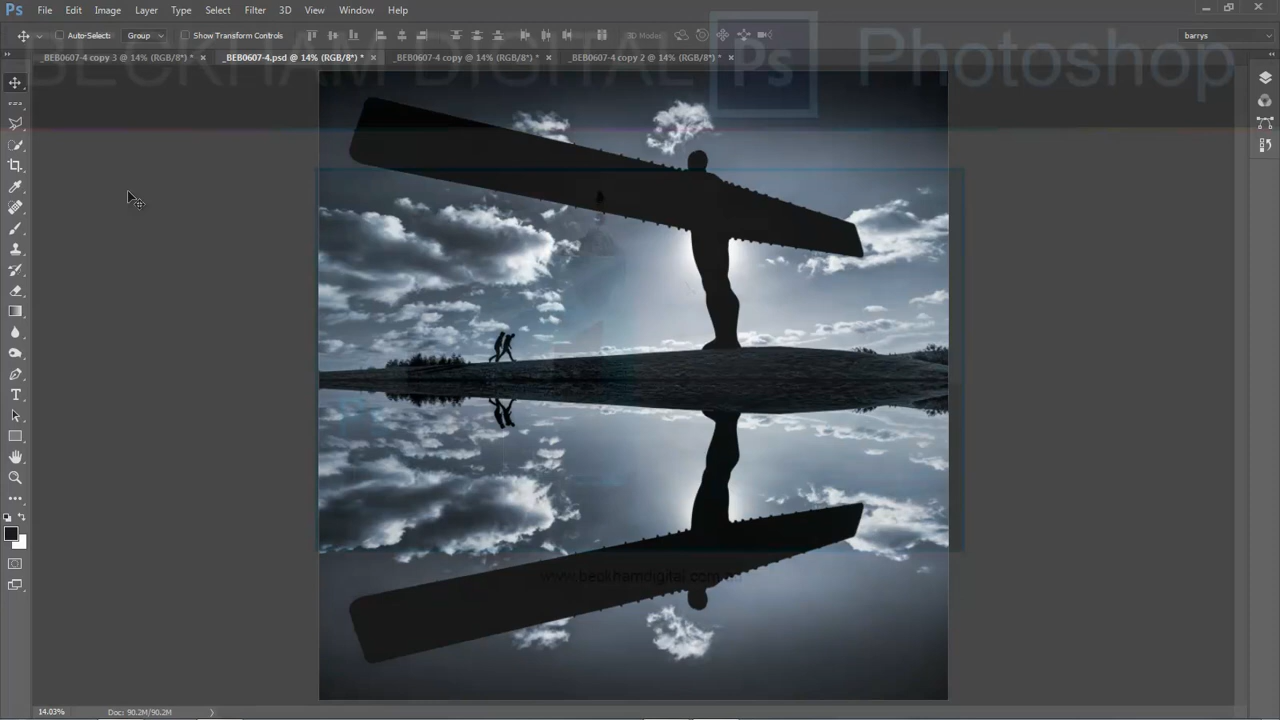 Ps File Edit Image Layer Type Select Filter 3D View Window Help
Auto-Select: Group Show Transform Controls 3D Mode: barrys
BECKHAM DIGITAL Ps Photoshop
_BEB0607-4 copy 3 @ 14% (RGB/8*) * _BEB0607-4.psd @ 14% (RGB/8*) * _BEB0607-4 copy @ 14% (RGB/8*) * _BEB0607-4 copy 2 @ 14% (RGB/8*) *
T
www.beckhamdigital.com
14.03% Doc: 90.2M/90.2M